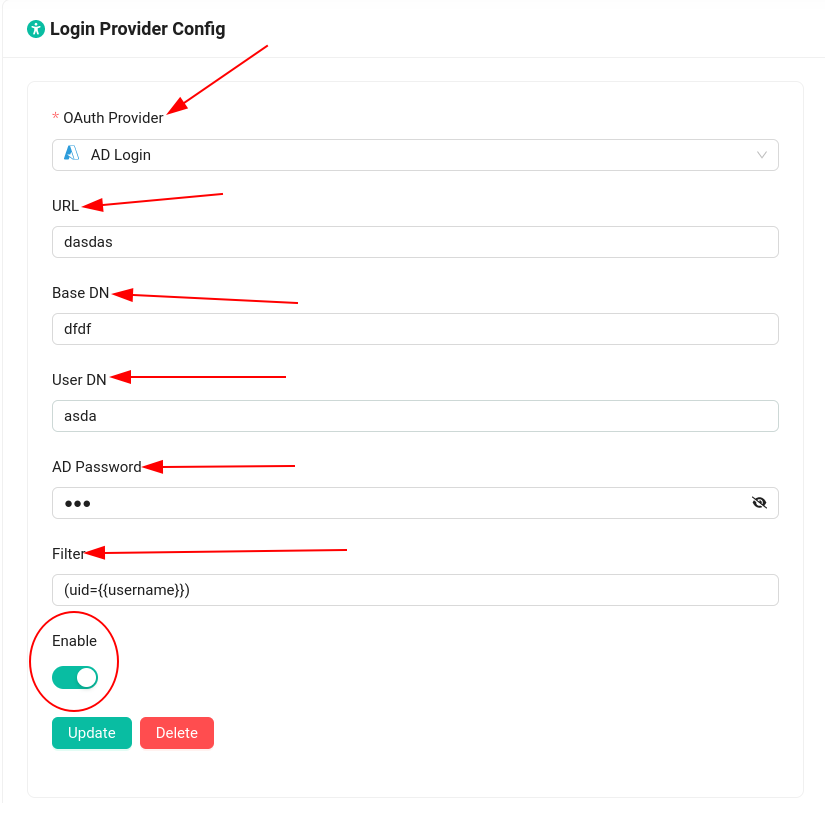 Login Provider Config
* OAuth Provider
AD Login
URL
dasdas
Base DN
dfdf
User DN
asda
AD Password
●●●
Filter
(uid={{username}})
Enable
Update Delete